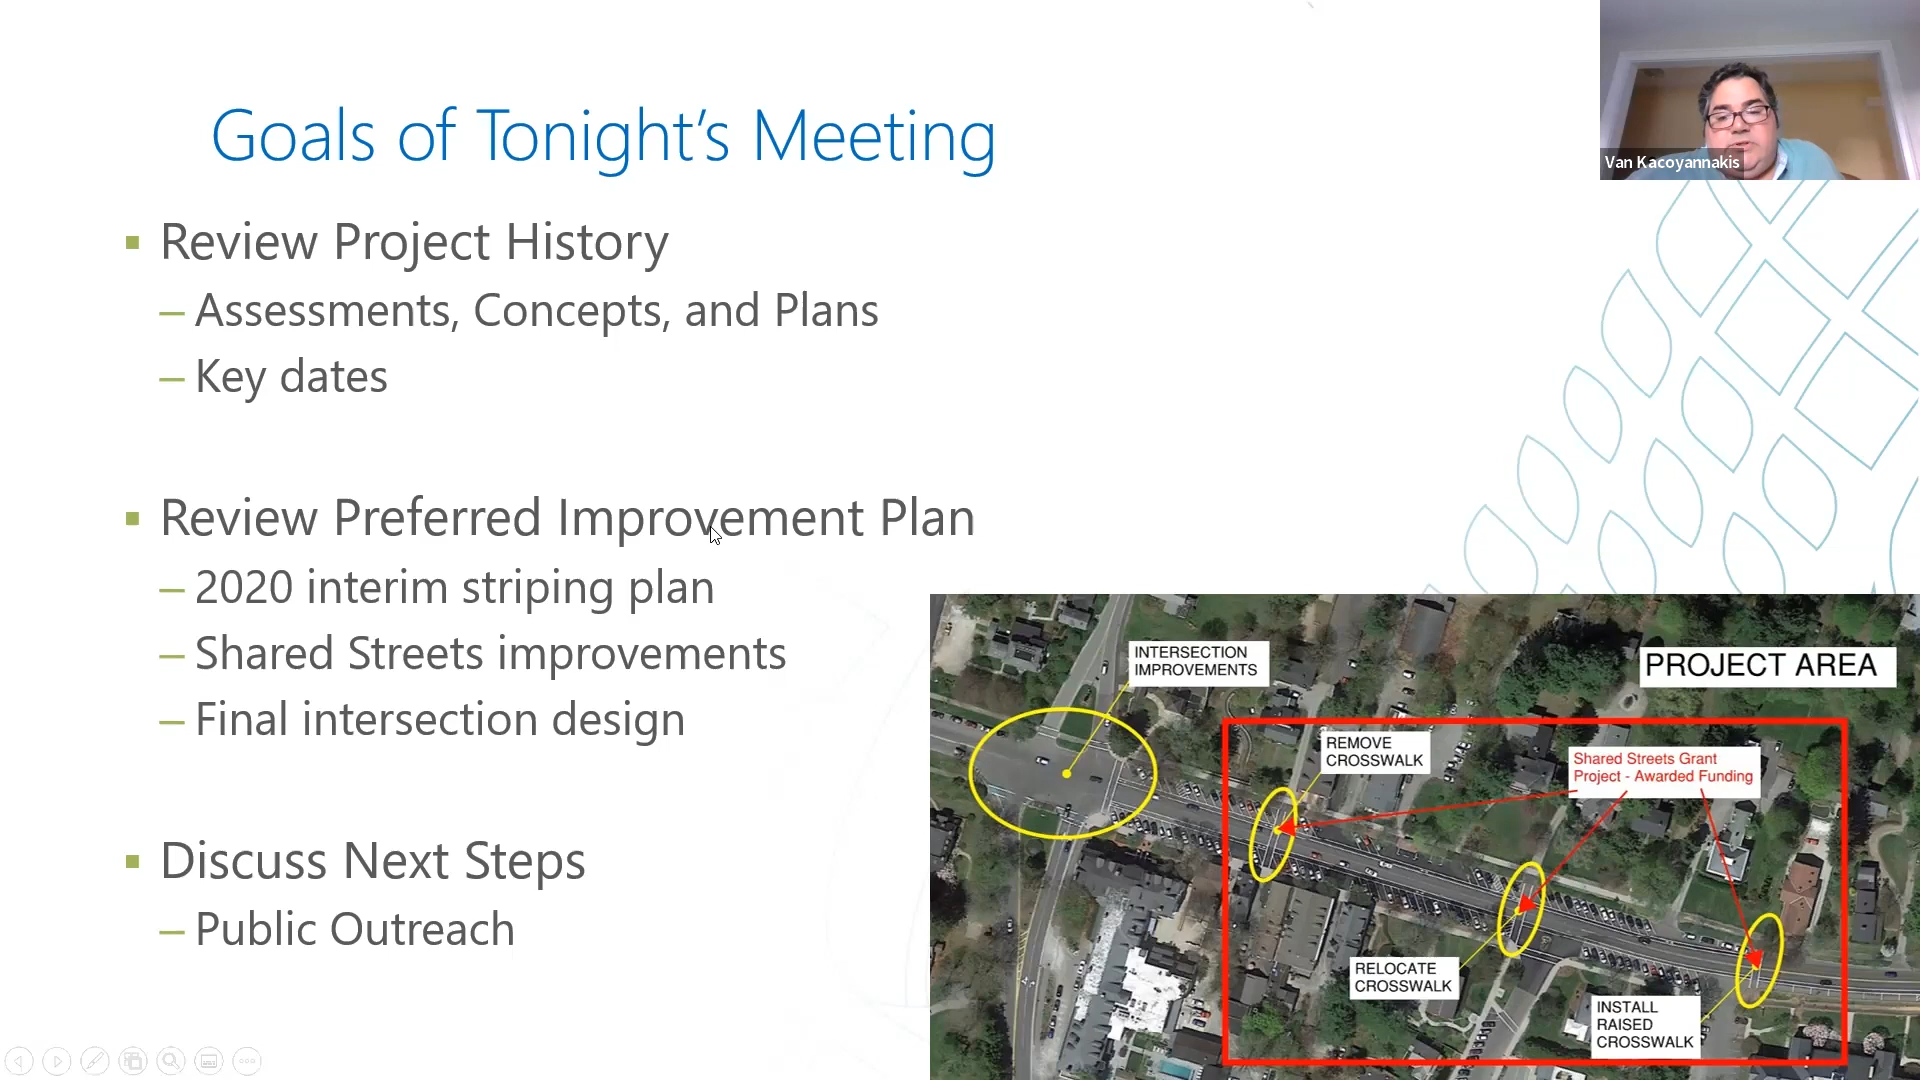 Goals of Tonight’s Meeting
Van Kacoyannakis
▪ Review Project History
– Assessments, Concepts, and Plans
– Key dates
▪ Review Preferred Improvement Plan
– 2020 interim striping plan
– Shared Streets improvements
– Final intersection design
▪ Discuss Next Steps
– Public Outreach
INTERSECTION
IMPROVEMENTS
PROJECT AREA
REMOVE
CROSSWALK
Shared Streets Grant
Project - Awarded Funding
RELOCATE
CROSSWALK
INSTALL
RAISED
CROSSWALK